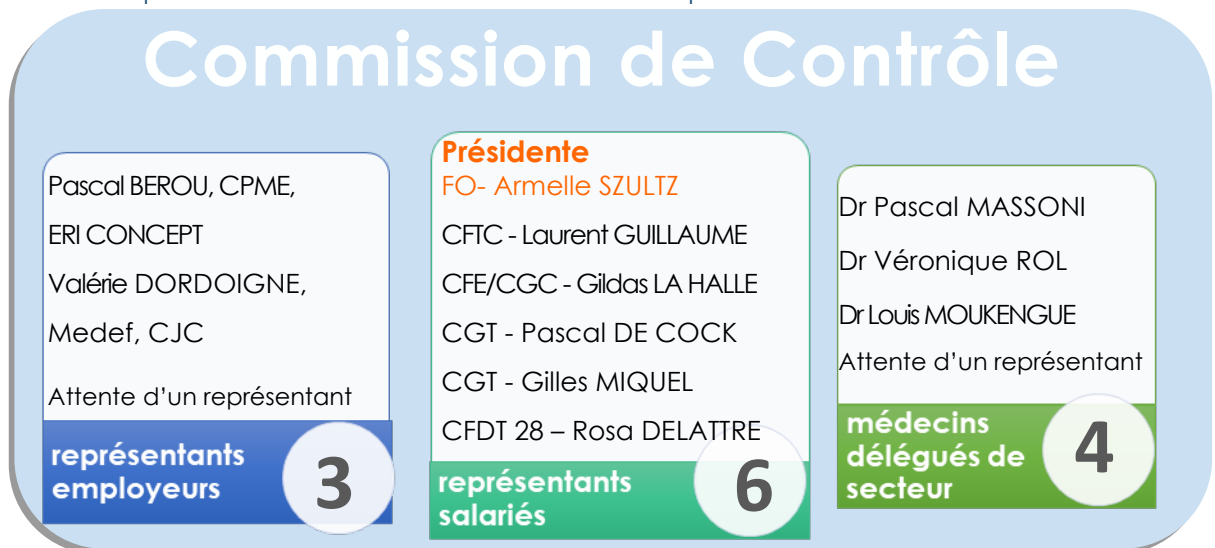 Commission de Contrôle
Pascal BEROU, CPME,
ERI CONCEPT
Valérie DORDOIGNE,
Medef, CJC
Attente d’un représentant
représentants
employeurs
3
Présidente
FO- Armelle SZULTZ
CFTC - Laurent GUILLAUME
CFE/CGC - Gildas LA HALLE
CGT - Pascal DE COCK
CGT - Gilles MIQUEL
CFDT 28 – Rosa DELATTRE
représentants
salariés
6
Dr Pascal MASSONI
Dr Véronique ROL
Dr Louis MOUKENGUE
Attente d’un représentant
médecins
délégués de
secteur
4